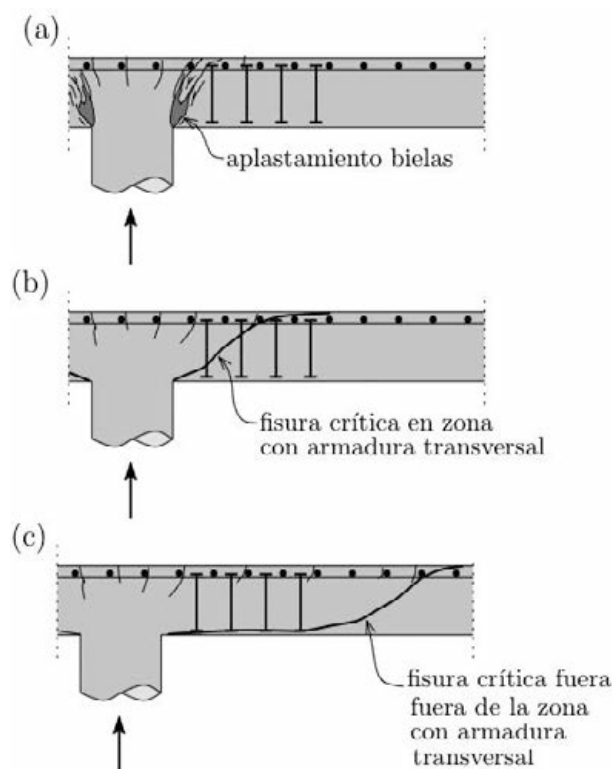 (a)
aplastamiento bielas
(b)
fisura crítica en zona
con armadura transversal
(c)
fisura crítica fuera
fuera de la zona
con armadura
transversal